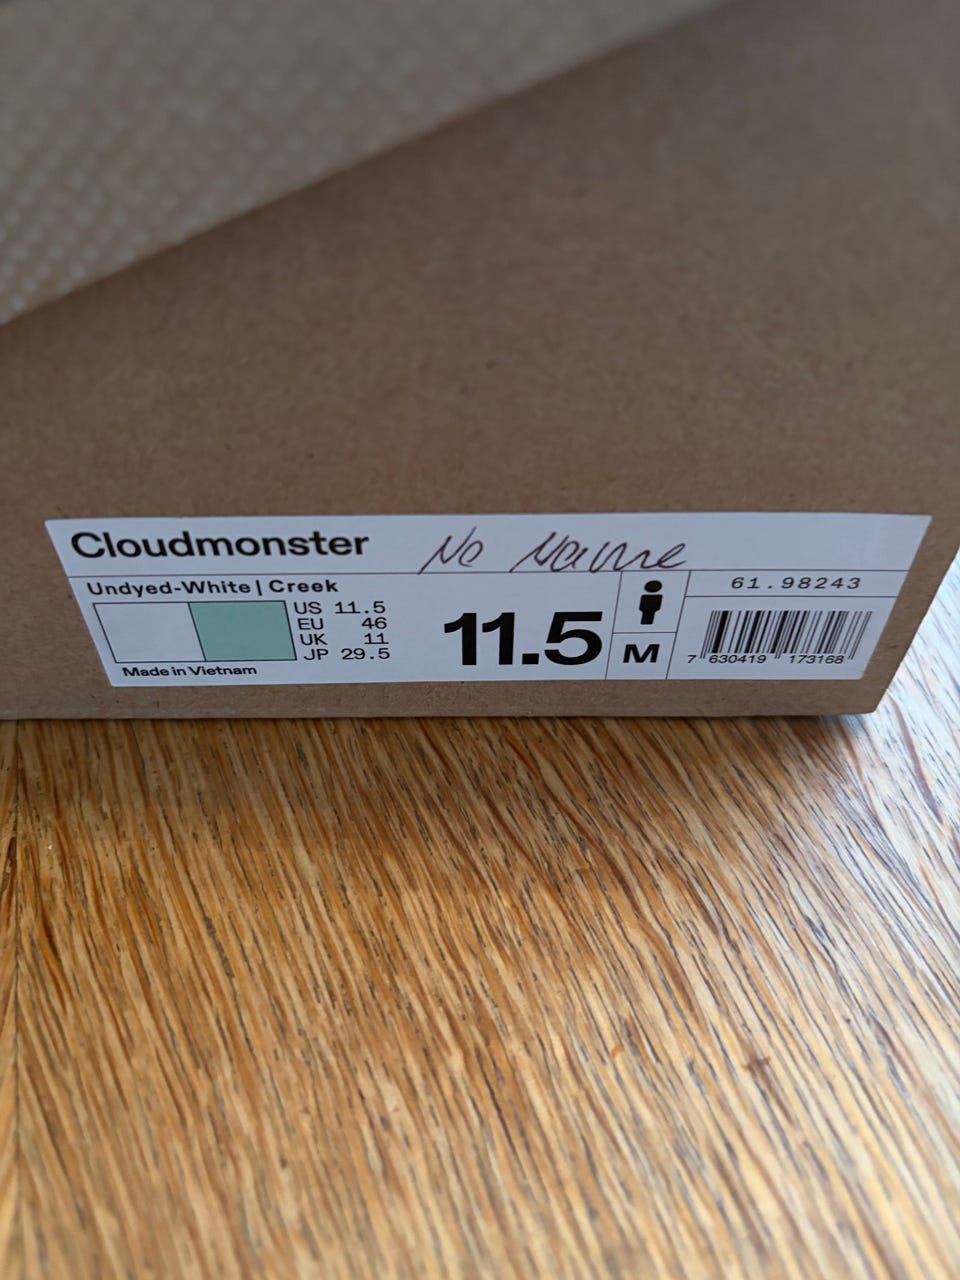 Cloudmonster No Name
Undyed-White | Creek
US 11.5
EU 46
UK 11
JP 29.5
Made in Vietnam
11.5
M
61.98243
7 630419 173168